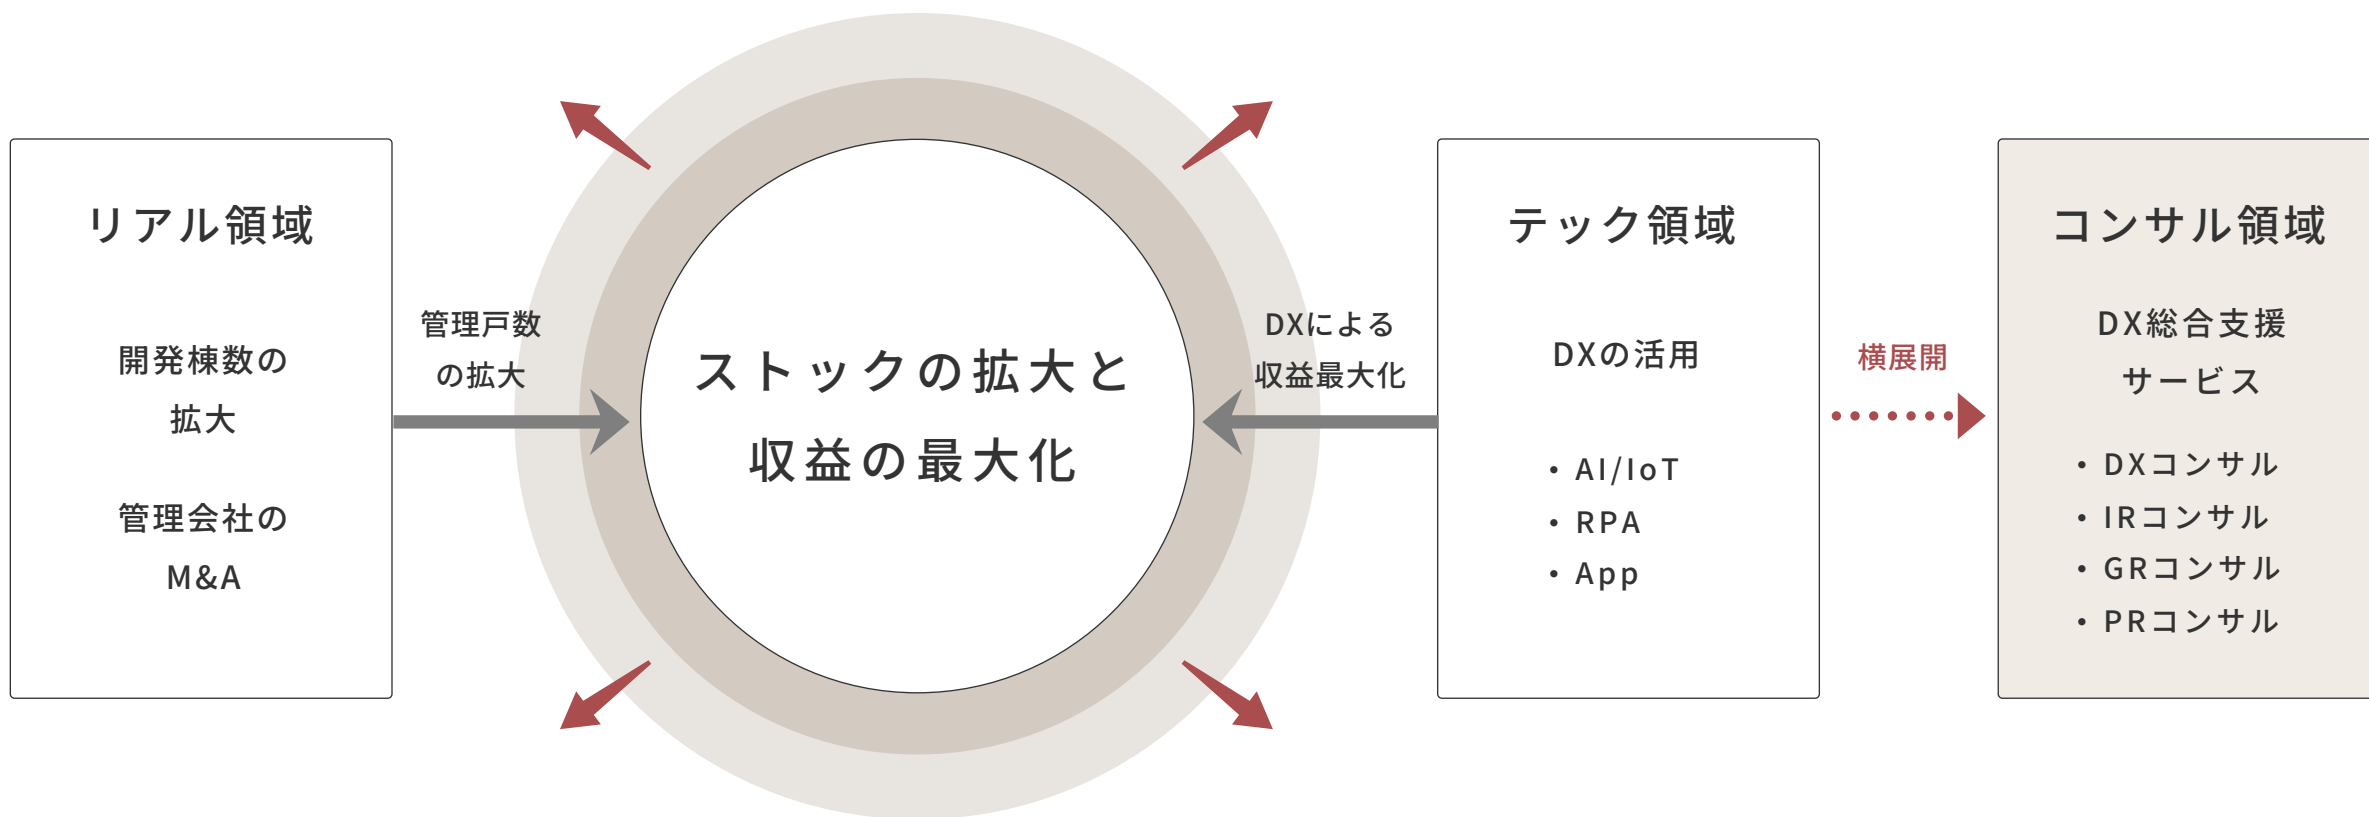 リアル領域
開発棟数の
拡大
管理会社の
M&A
管理戸数
の拡大
ストックの拡大と
収益の最大化
DXによる
収益最大化
テック領域
DXの活用
・AI/IoT
・RPA
・App
横展開
コンサル領域
DX総合支援
サービス
・DXコンサル
・IRコンサル
・GRコンサル
・PRコンサル